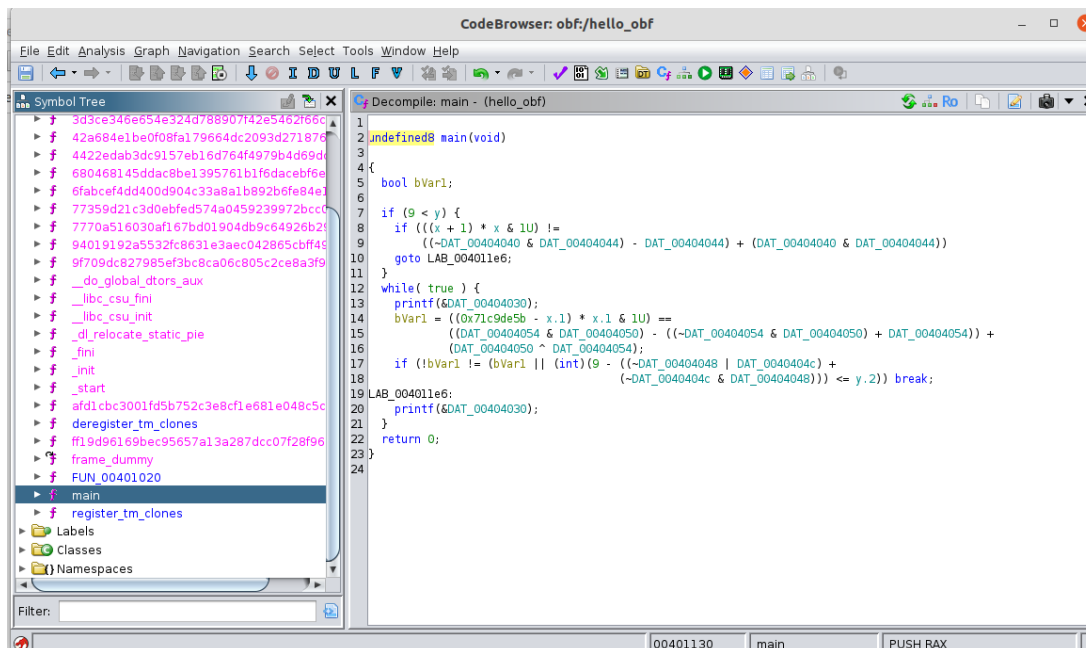 CodeBrowser: obf:/hello_obf
File Edit Analysis Graph Navigation Search Select Tools Window Help
I D U L F V
Symbol Tree
3d3ce346e654e324d788907f42e5462f66c
42a684e1be0f08fa179664dc2093d271876
4422edab3dc9157eb16d764f4979b4d69d
680468145ddac8be1395761b1f6dacebf6e
6fabcef4dd400d904c33a8a1b892b6fe84e1
77359d21c3d0ebfed574a0459239972bcc0
7770a516030af167bd01904db9c64926b29
94019192a5532fc8631e3aec042865cbff49
9f709dc827985ef3bc8ca06c805c2ce8a3f9
__do_global_dtors_aux
__libc_csu_fini
__libc_csu_init
_dl_relocate_static_pie
_fini
_init
_start
afd1cbc3001fd5b752c3e8cf1e681e048c5c
deregister_tm_clones
ff19d96169bec95657a13a287dcc07f28f96
frame_dummy
FUN_00401020
main
register_tm_clones
Labels
Classes
Namespaces
Filter:
Decompile: main - (hello_obf)
Ro
1
2 undefined8 main(void)
3
4 {
5 bool bVar1;
6
7 if (9 < y) {
8 if (((x + 1) * x & 1U) !=
9 ((~DAT_00404040 & DAT_00404044) - DAT_00404044) + (DAT_00404040 & DAT_00404044))
10 goto LAB_004011e6;
11 }
12 while( true ) {
13 printf(&DAT_00404030);
14 bVar1 = ((0x71c9de5b - x.1) * x.1 & 1U) ==
15 ((DAT_00404054 & DAT_00404050) - ((~DAT_00404054 & DAT_00404050) + DAT_00404054)) +
16 (DAT_00404050 ^ DAT_00404054);
17 if (!bVar1 != (bVar1 || (int)(9 - ((~DAT_00404048 | DAT_0040404c) +
18 (~DAT_0040404c & DAT_00404048))) <= y.2)) break;
19 LAB_004011e6:
20 printf(&DAT_00404030);
21 }
22 return 0;
23 }
24
00401130
main
PUSH RAX